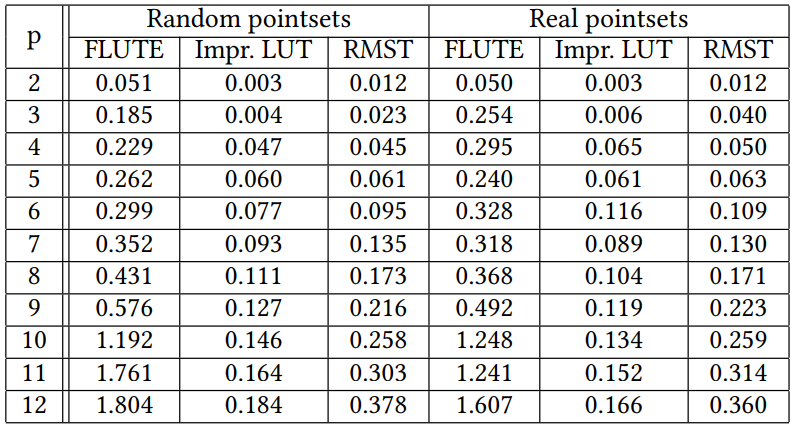 p Random pointsets Real pointsets
FLUTE Impr. LUT RMST FLUTE Impr. LUT RMST
2 0.051 0.003 0.012 0.050 0.003 0.012
3 0.185 0.004 0.023 0.254 0.006 0.040
4 0.229 0.047 0.045 0.295 0.065 0.050
5 0.262 0.060 0.061 0.240 0.061 0.063
6 0.299 0.077 0.095 0.328 0.116 0.109
7 0.352 0.093 0.135 0.318 0.089 0.130
8 0.431 0.111 0.173 0.368 0.104 0.171
9 0.576 0.127 0.216 0.492 0.119 0.223
10 1.192 0.146 0.258 1.248 0.134 0.259
11 1.761 0.164 0.303 1.241 0.152 0.314
12 1.804 0.184 0.378 1.607 0.166 0.360